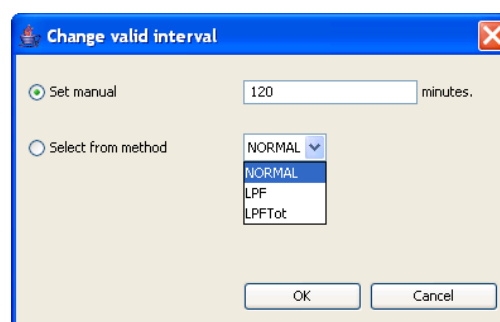 Change valid interval
Set manual 120 minutes.
Select from method NORMAL
NORMAL
LPF
LPFTot
OK Cancel